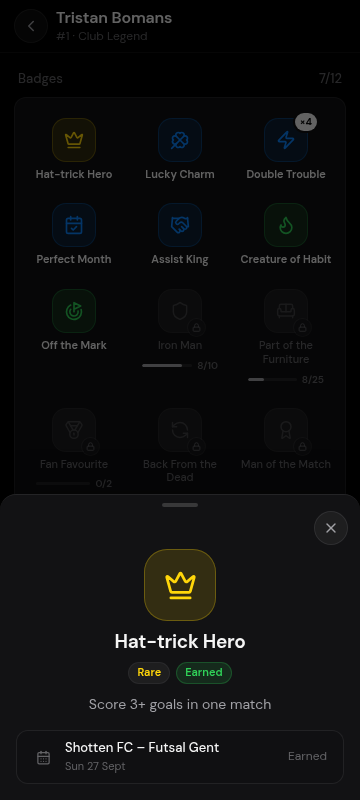 Tristan Bomans
#1 · Club Legend
Badges 7/12
×4
Hat-trick Hero Lucky Charm Double Trouble
Perfect Month Assist King Creature of Habit
Off the Mark Iron Man Part of the
Furniture
8/10
8/25
Fan Favourite Back From the Man of the Match
Dead
0/2
Hat-trick Hero
Rare Earned
Score 3+ goals in one match
Shotten FC – Futsal Gent
Earned
Sun 27 Sept